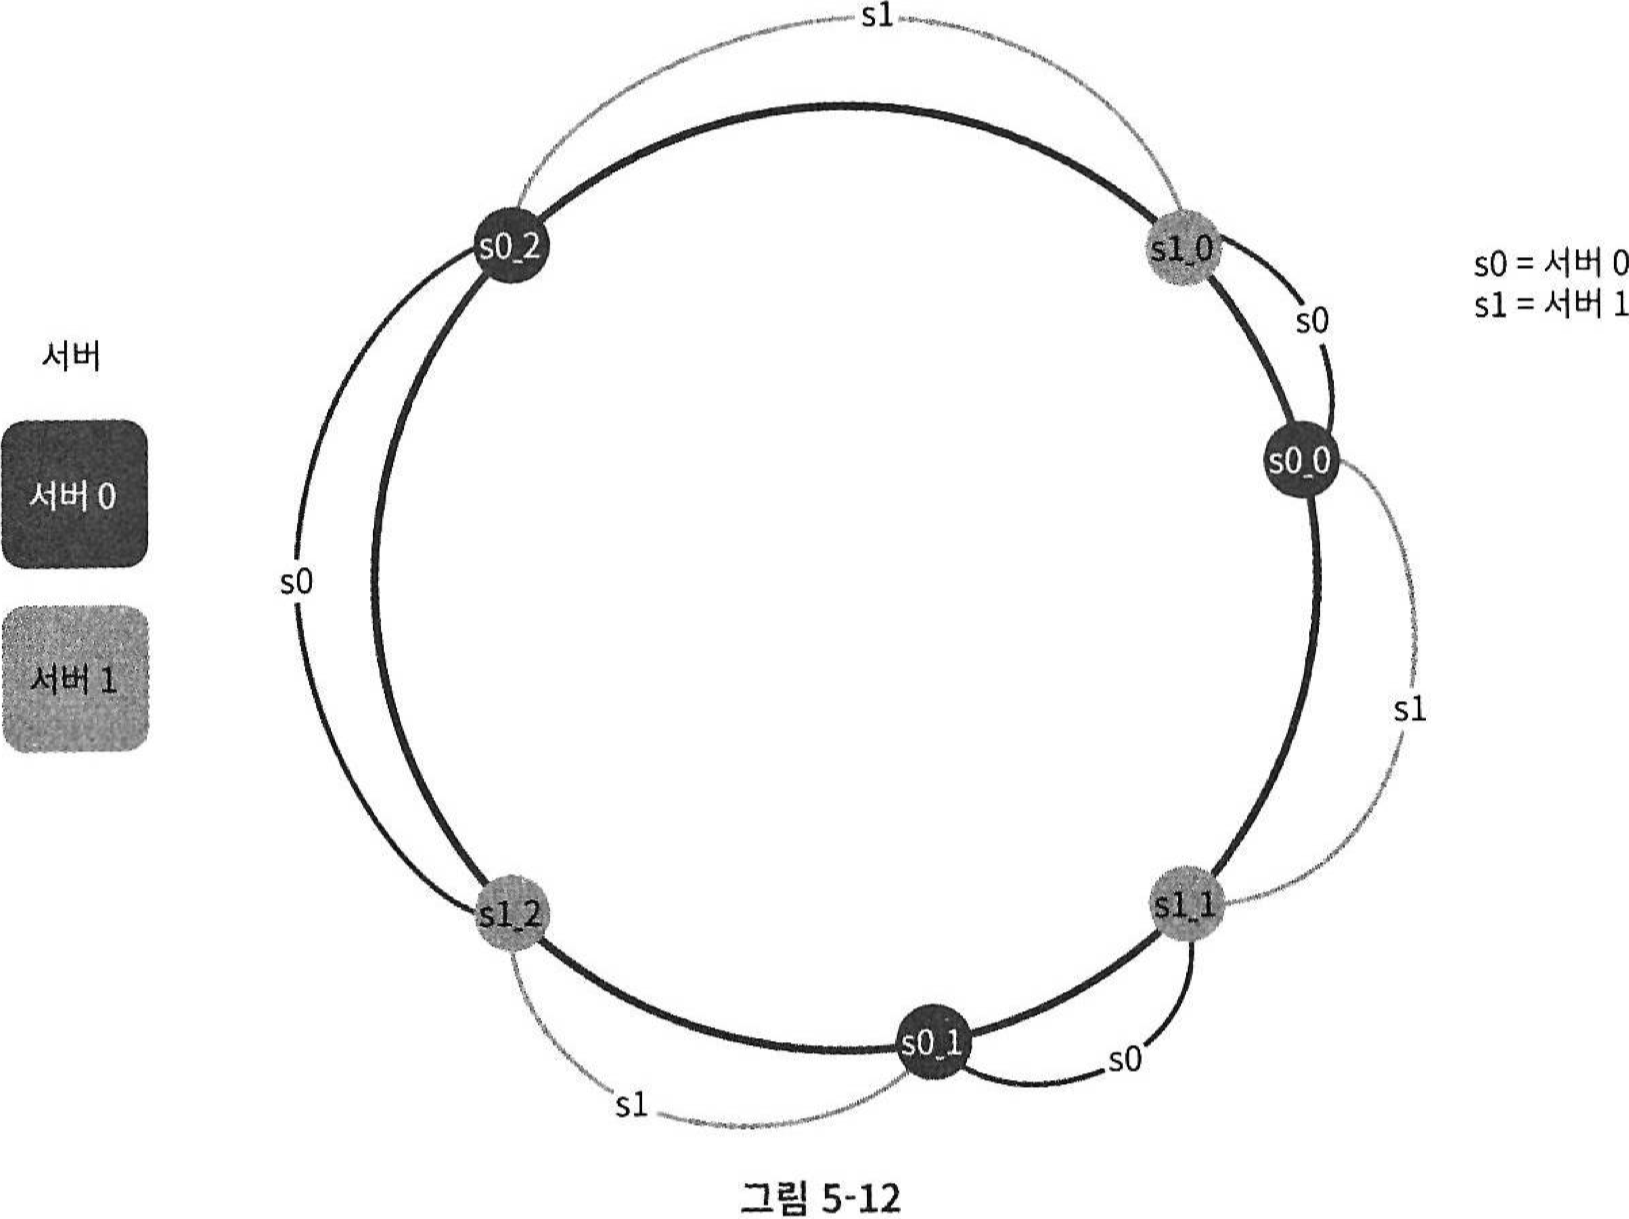 s1
s0_2
s1_0
s0 = 서버 0
s1 = 서버 1
s0
서버
s0_0
서버 0
s0
서버 1
s1
s1_2
s1_1
s0_1
s0
s1
그림 5-12